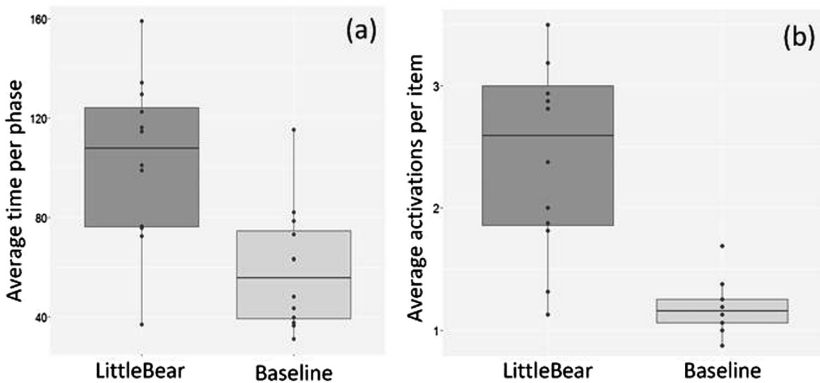 (a)
Average time per phase
160
120
80
40
LittleBear
Baseline
(b)
Average activations per item
3
2
1
LittleBear
Baseline